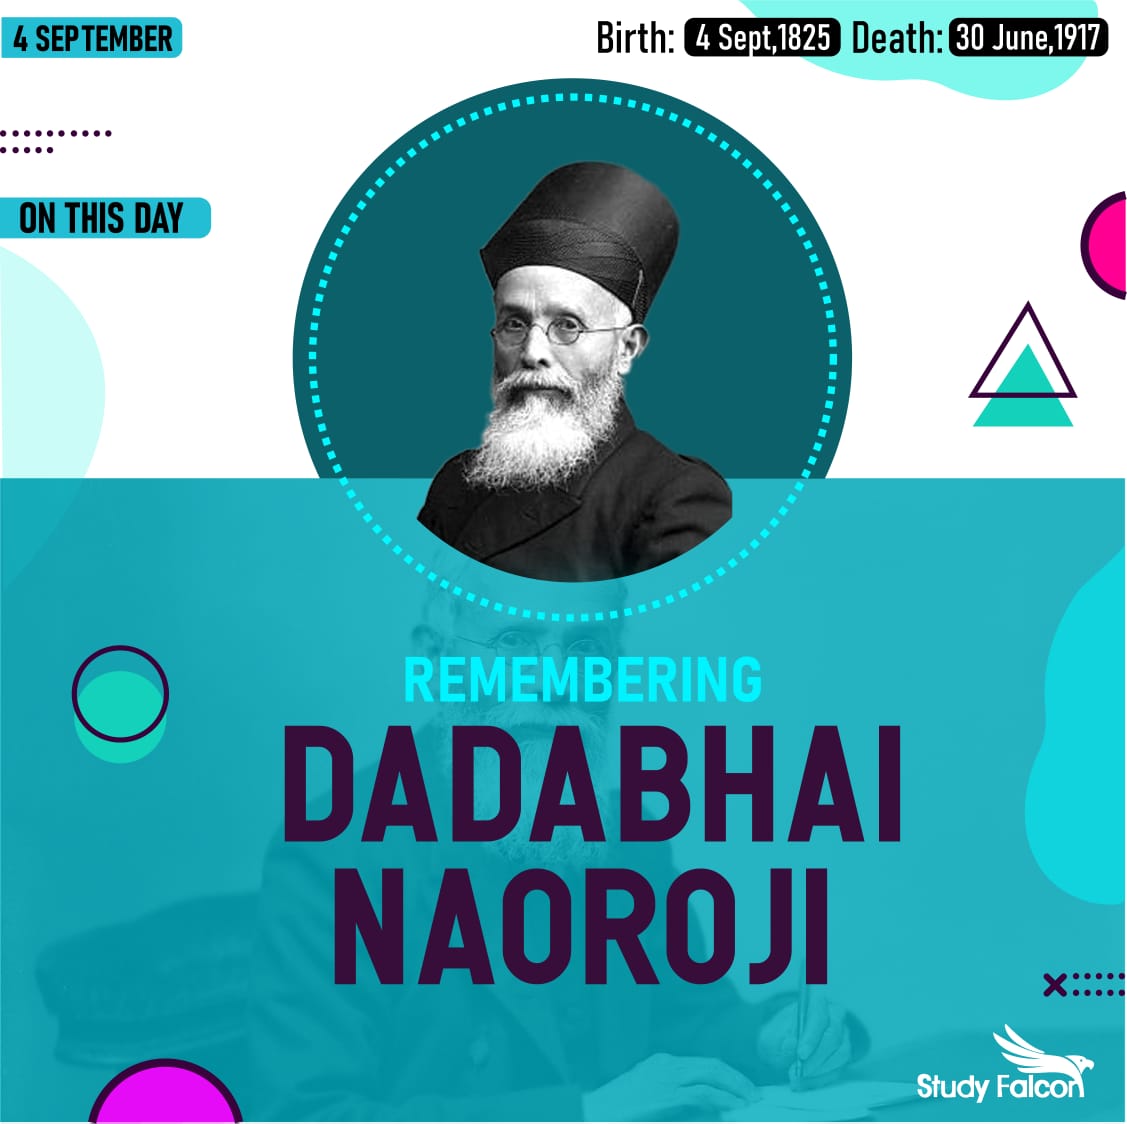 4 SEPTEMBER
Birth: 4 Sept,1825 Death: 30 June,1917
ON THIS DAY
REMEMBERING
DADABHAI
NAOROJI
Study Falcon